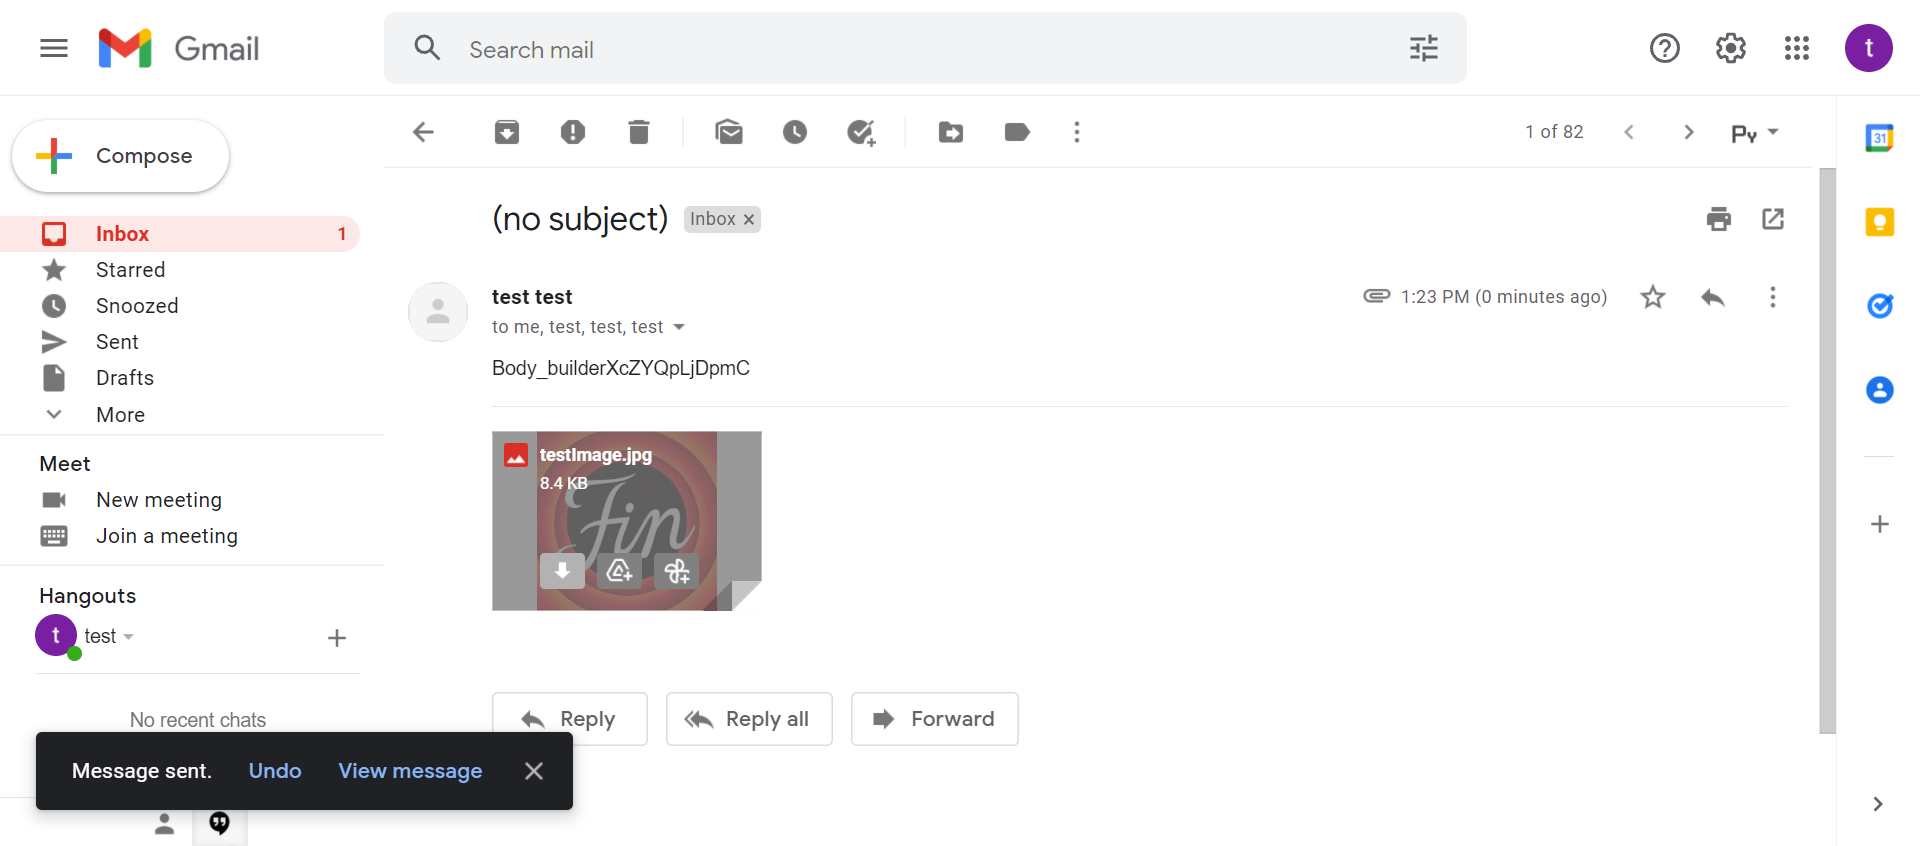 Gmail
Search mail
t
Compose
1 of 82
Py
31
(no subject)
Inbox
Inbox 1
Starred
Snoozed
Sent
Drafts
More
test test
1:23 PM (0 minutes ago)
to me, test, test, test
Body_builderXcZYQpLjDpmC
testImage.jpg
8.4 KB
Fin
Meet
New meeting
Join a meeting
Hangouts
t
test
No recent chats
Reply
Reply all
Forward
Message sent. Undo View message